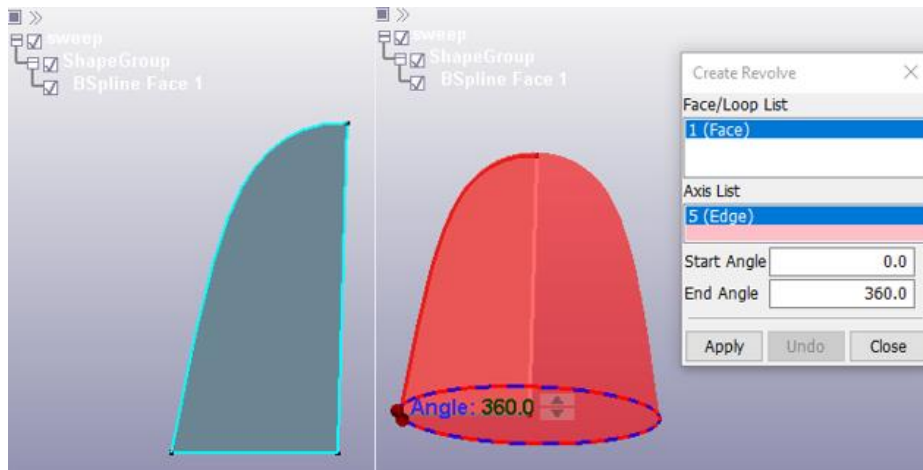 sweep
ShapeGroup
BSpline Face 1
sweep
ShapeGroup
BSpline Face 1
Angle: 360.0
Create Revolve
Face/Loop List
1 (Face)
Axis List
5 (Edge)
Start Angle 0.0
End Angle 360.0
Apply Undo Close